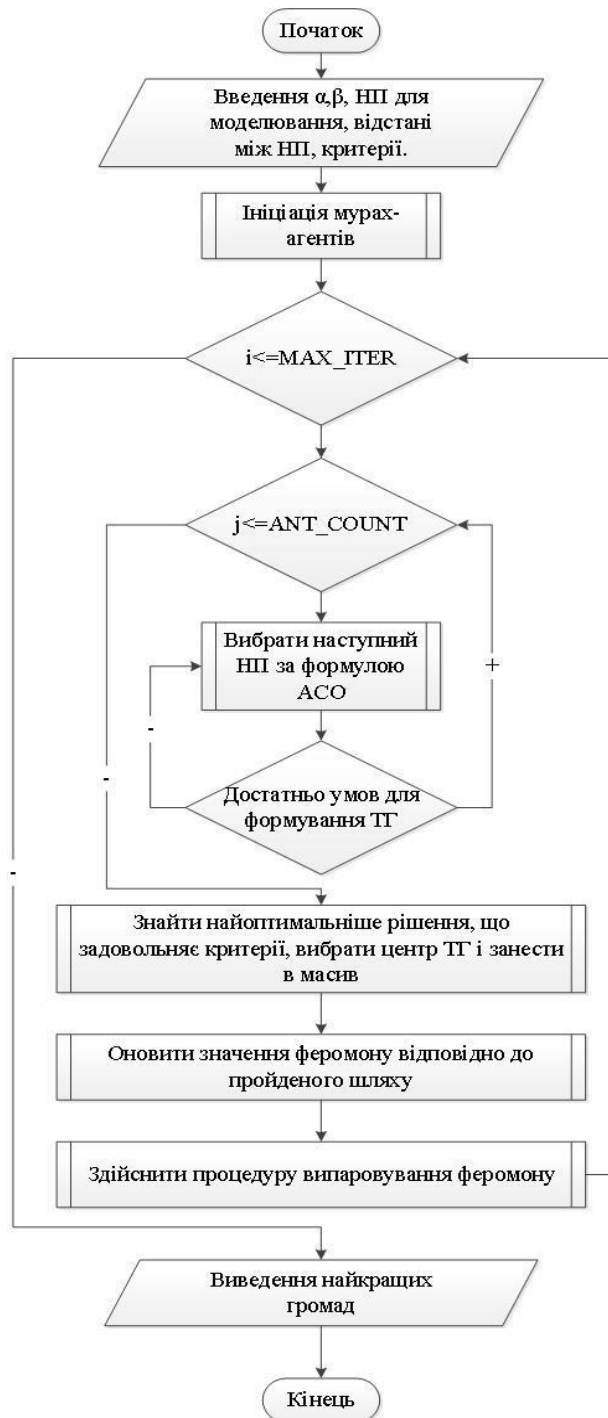 Початок
Введення α,β, НП для
моделювання, відстані
між НП, критерії.
Ініціація мурах-
агентів
i<=MAX_ITER
j<=ANT_COUNT
Вибрати наступний
НП за формулою
АСО
+
-
Достатньо умов для
формування ТГ
-
-
Знайти найоптимальніше рішення, що
задовольняє критерії, вибрати центр ТГ і занести
в масив
Оновити значення феромону відповідно до
пройденого шляху
Здійснити процедуру випаровування феромону
Виведення найкращих
громад
Кінець